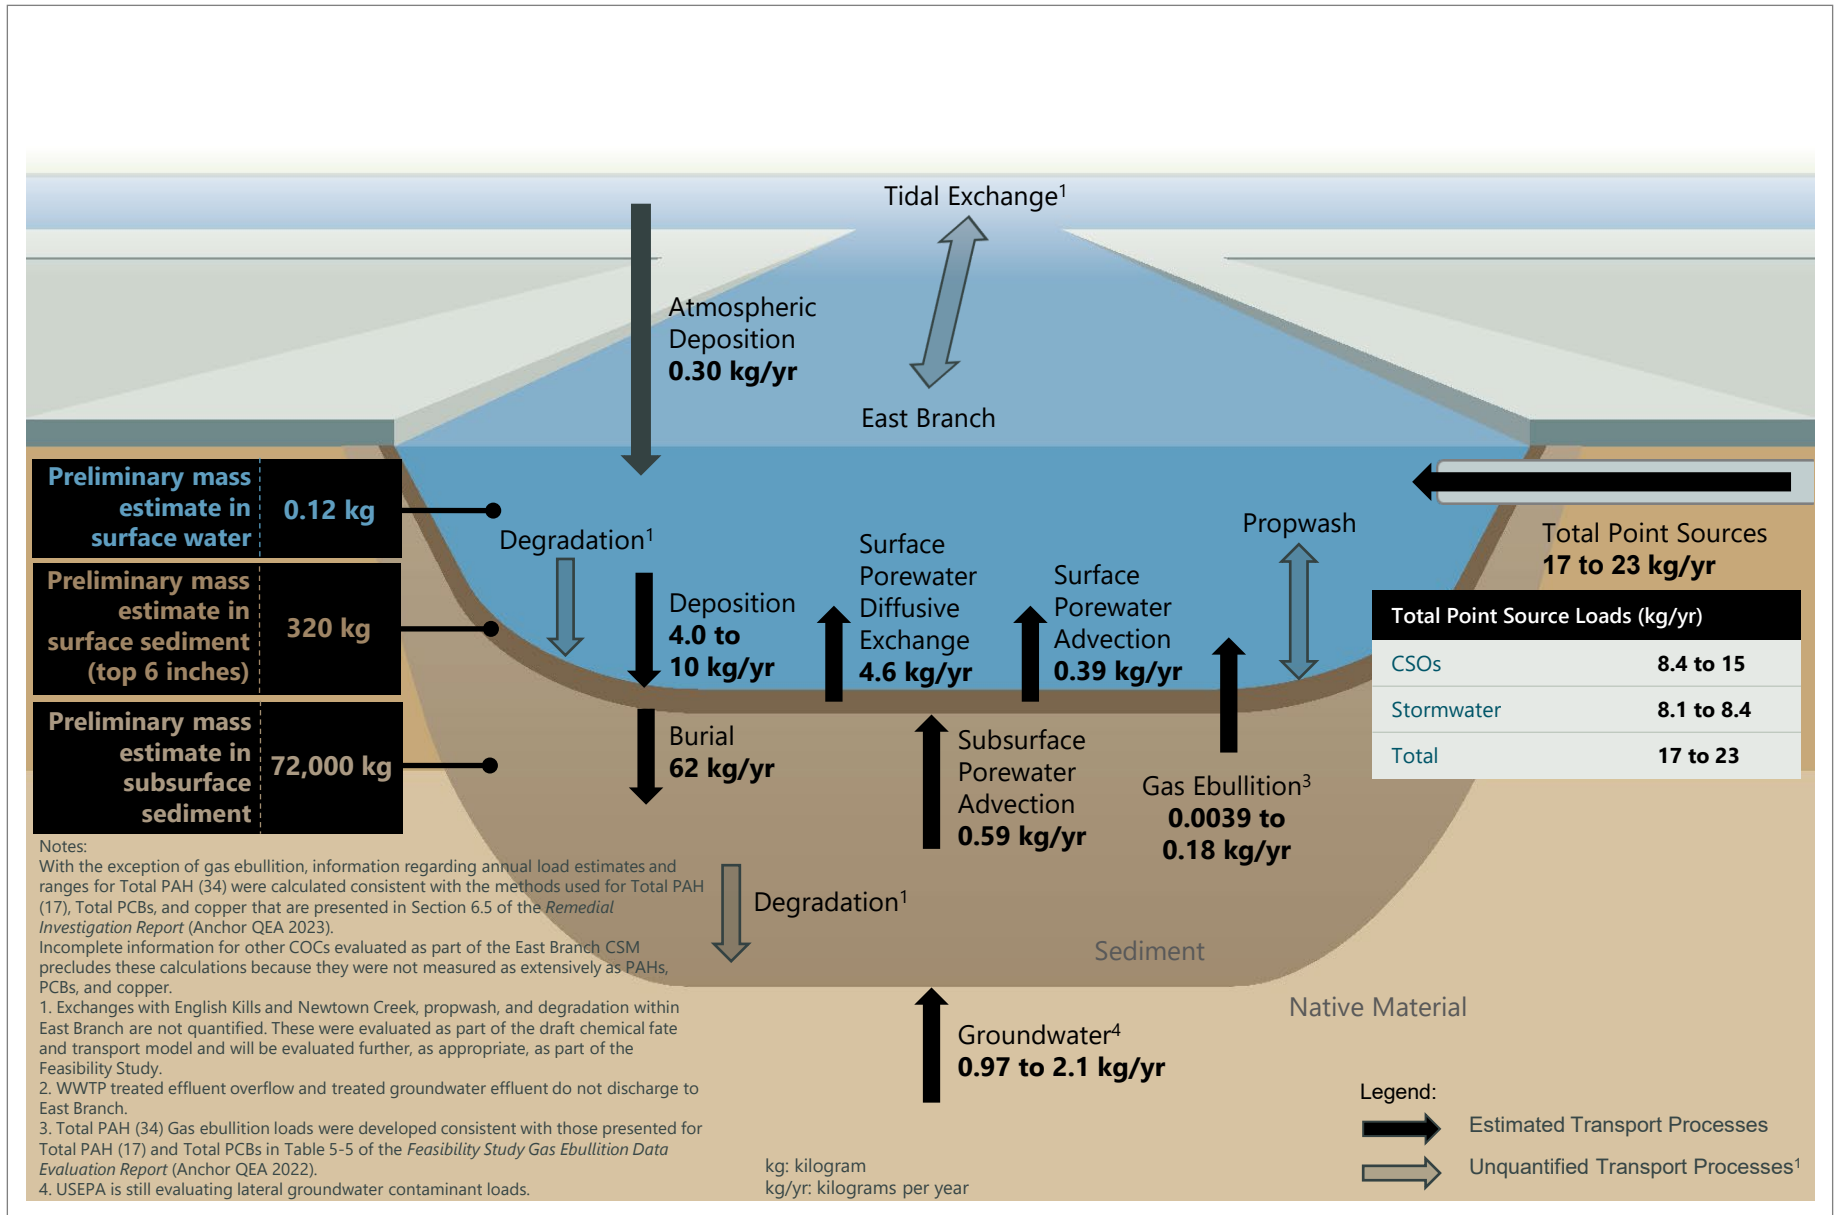 Tidal Exchange¹
Atmospheric
Deposition
0.30 kg/yr
East Branch
Preliminary mass
estimate in
surface water
0.12 kg
Preliminary mass
estimate in
surface sediment
(top 6 inches)
320 kg
Preliminary mass
estimate in
subsurface
sediment
72,000 kg
Degradation¹
Deposition
4.0 to
10 kg/yr
Surface
Porewater
Diffusive
Exchange
4.6 kg/yr
Surface
Porewater
Advection
0.39 kg/yr
Propwash
Total Point Sources
17 to 23 kg/yr
Total Point Source Loads (kg/yr)
CSOs 8.4 to 15
Stormwater 8.1 to 8.4
Total 17 to 23
Burial
62 kg/yr
Subsurface
Porewater
Advection
0.59 kg/yr
Gas Ebullition³
0.0039 to
0.18 kg/yr
Degradation¹
Sediment
Native Material
Groundwater⁴
0.97 to 2.1 kg/yr
Notes:
With the exception of gas ebullition, information regarding annual load estimates and
ranges for Total PAH (34) were calculated consistent with the methods used for Total PAH
(17), Total PCBs, and copper that are presented in Section 6.5 of the Remedial
Investigation Report (Anchor QEA 2023).
Incomplete information for other COCs evaluated as part of the East Branch CSM
precludes these calculations because they were not measured as extensively as PAHs,
PCBs, and copper.
1. Exchanges with English Kills and Newtown Creek, propwash, and degradation within
East Branch are not quantified. These were evaluated as part of the draft chemical fate
and transport model and will be evaluated further, as appropriate, as part of the
Feasibility Study.
2. WWTP treated effluent overflow and treated groundwater effluent do not discharge to
East Branch.
3. Total PAH (34) Gas ebullition loads were developed consistent with those presented for
Total PAH (17) and Total PCBs in Table 5-5 of the Feasibility Study Gas Ebullition Data
Evaluation Report (Anchor QEA 2022).
4. USEPA is still evaluating lateral groundwater contaminant loads.
kg: kilogram
kg/yr: kilograms per year
Legend:
Estimated Transport Processes
Unquantified Transport Processes¹